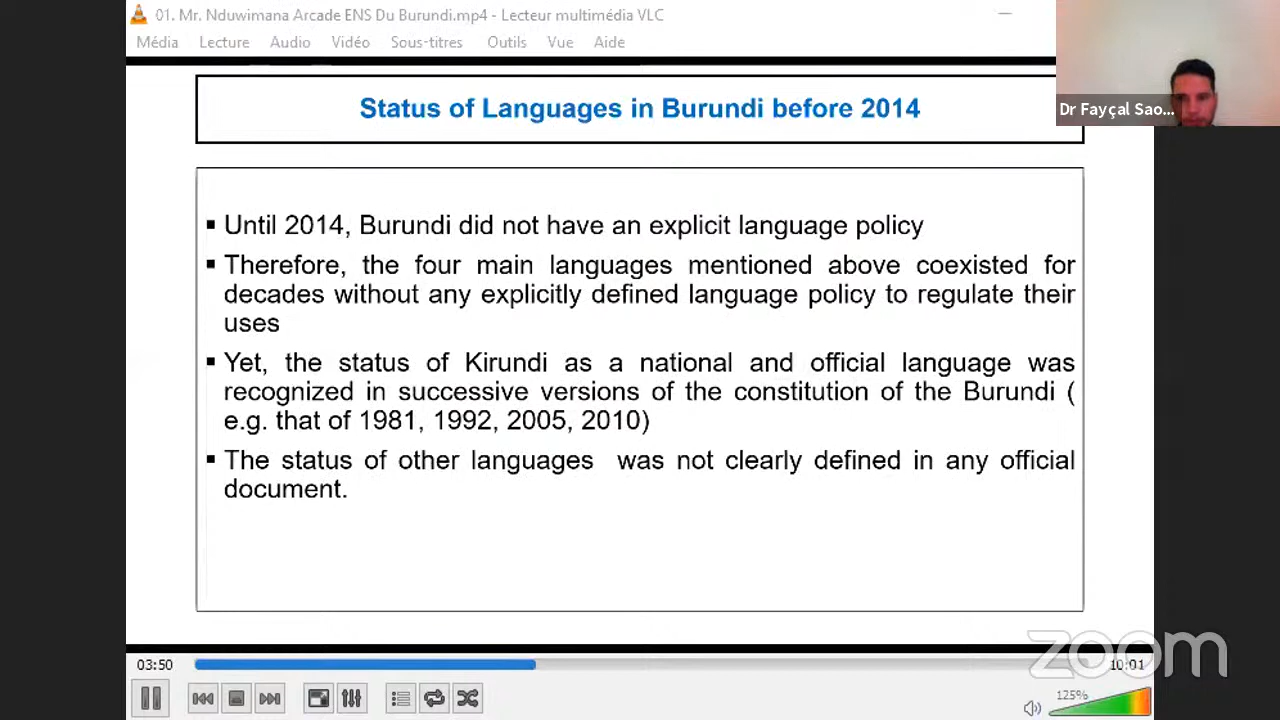 01. Mr. Nduwimana Arcade ENS Du Burundi.mp4 - Lecteur multimédia VLC
Média Lecture Audio Vidéo Sous-titres Outils Vue Aide
Dr Fayçal Sao...
Status of Languages in Burundi before 2014
▪ Until 2014, Burundi did not have an explicit language policy
▪ Therefore, the four main languages mentioned above coexisted for
decades without any explicitly defined language policy to regulate their
uses
▪ Yet, the status of Kirundi as a national and official language was
recognized in successive versions of the constitution of the Burundi (
e.g. that of 1981, 1992, 2005, 2010)
▪ The status of other languages was not clearly defined in any official
document.
zoom
03:50 10:01
125%